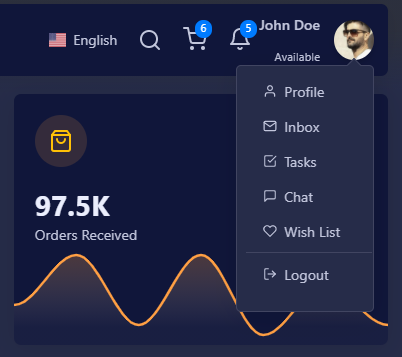 English
6
5
John Doe
Available
Profile
Inbox
Tasks
Chat
Wish List
Logout
97.5K
Orders Received